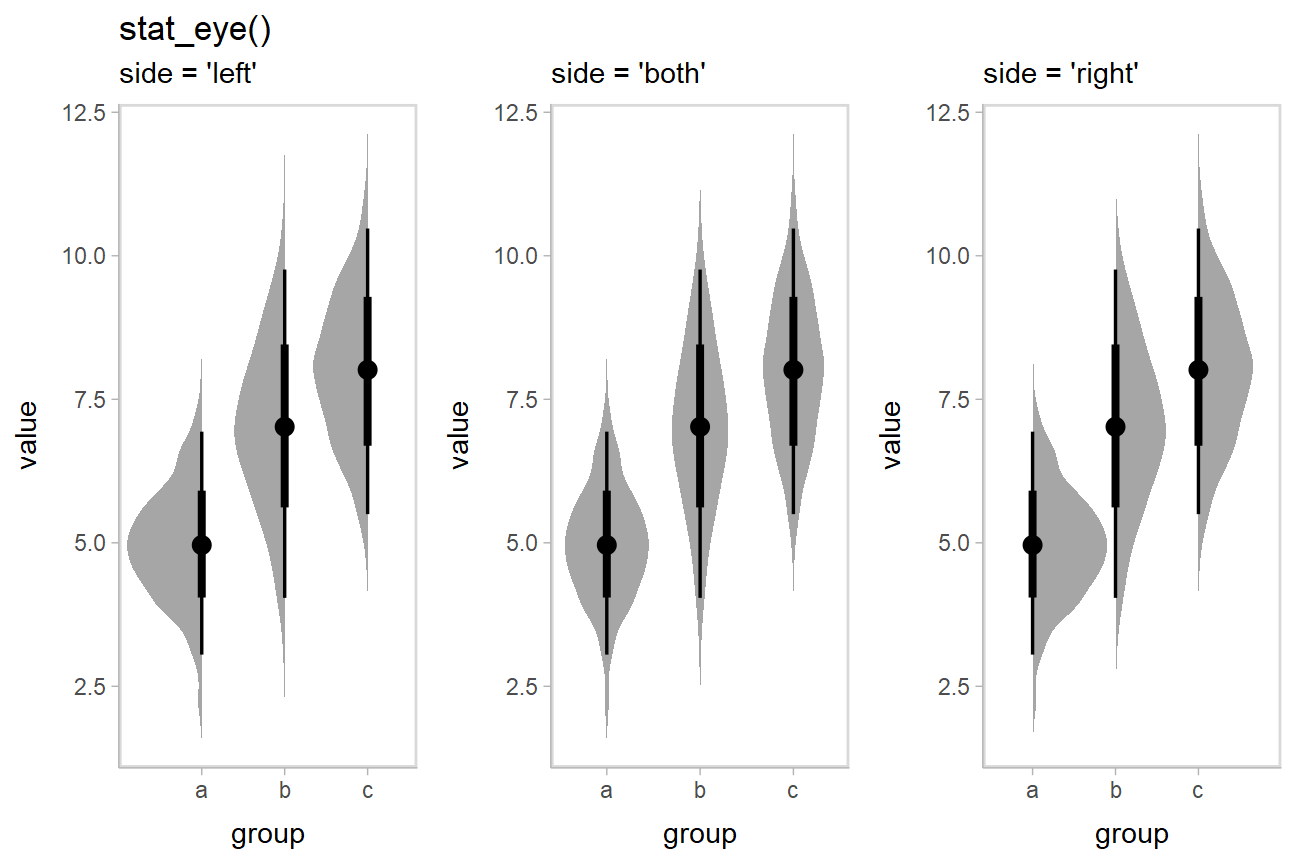 stat_eye()
side = 'left'
12.5
10.0
7.5
5.0
2.5
value
a b c
group
side = 'both'
12.5
10.0
7.5
5.0
2.5
value
a b c
group
side = 'right'
12.5
10.0
7.5
5.0
2.5
value
a b c
group